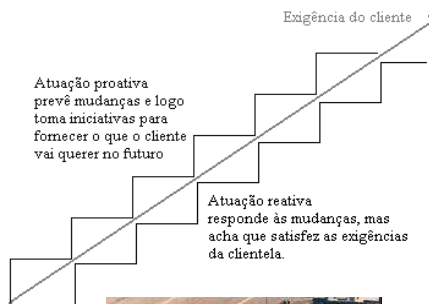 Exigência do cliente
Atuação proativa
prevê mudanças e logo
toma iniciativas para
fornecer o que o cliente
vai querer no futuro
Atuação reativa
responde às mudanças, mas
acha que satisfez as exigências
da clientela.